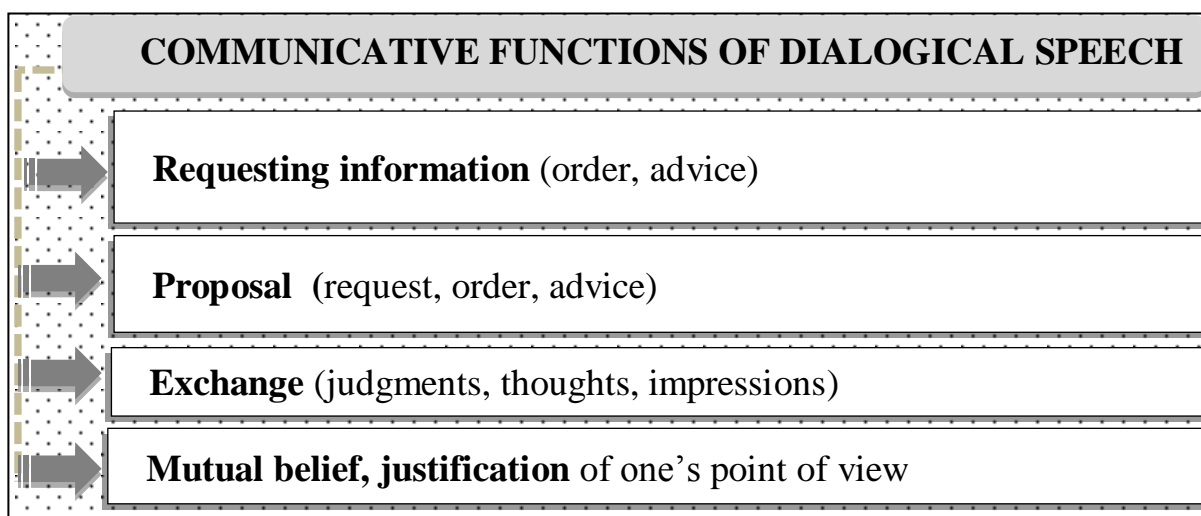 COMMUNICATIVE FUNCTIONS OF DIALOGICAL SPEECH
Requesting information (order, advice)
Proposal (request, order, advice)
Exchange (judgments, thoughts, impressions)
Mutual belief, justification of one’s point of view